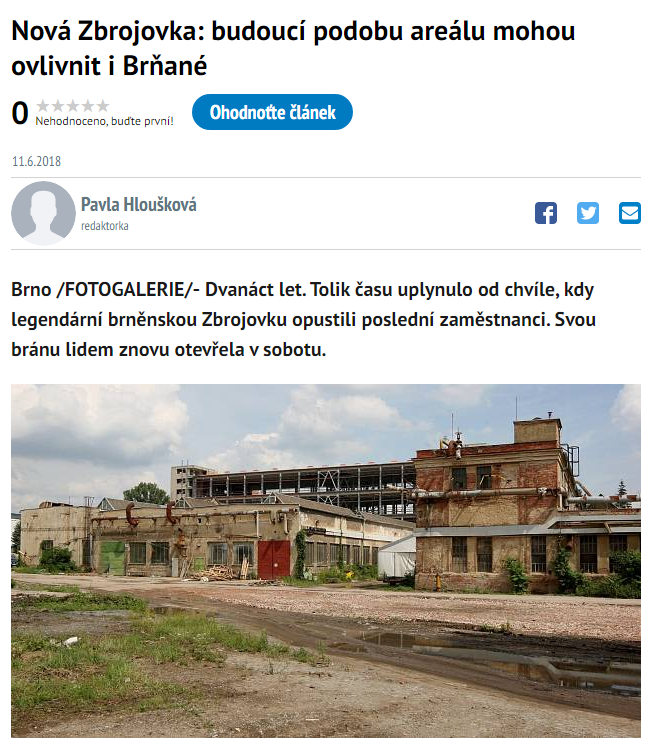 Nová Zbrojovka: budoucí podobu areálu mohou
ovlivnit i Brňané
0
Nehodnoceno, buďte první!
Ohodnoťte článek
11.6.2018
Pavla Hloušková
redaktorka
Brno /FOTOGALERIE/- Dvanáct let. Tolik času uplynulo od chvíle, kdy
legendární brněnskou Zbrojovku opustili poslední zaměstnanci. Svou
bránu lidem znovu otevřela v sobotu.